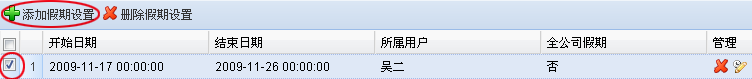 添加假期设置 删除假期设置
开始日期 结束日期 所属用户 全公司假期 管理
1 2009-11-17 00:00:00 2009-11-26 00:00:00 吴二 否